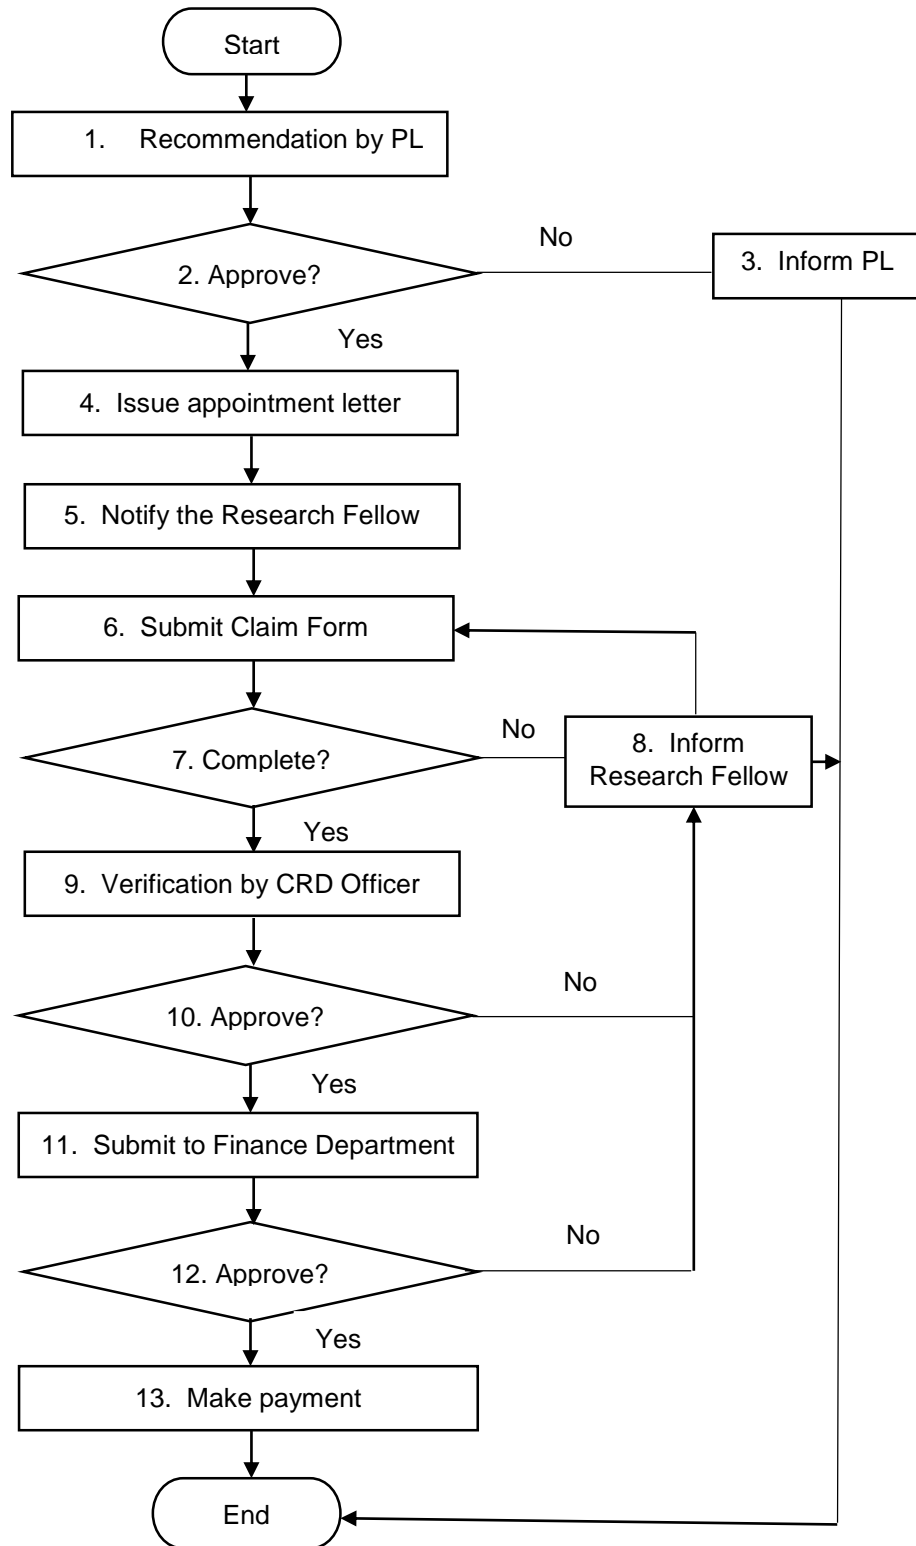 Start
1. Recommendation by PL
No
2. Approve?
3. Inform PL
Yes
4. Issue appointment letter
5. Notify the Research Fellow
6. Submit Claim Form
No
7. Complete?
8. Inform
Research Fellow
Yes
9. Verification by CRD Officer
No
10. Approve?
Yes
11. Submit to Finance Department
No
12. Approve?
Yes
13. Make payment
End